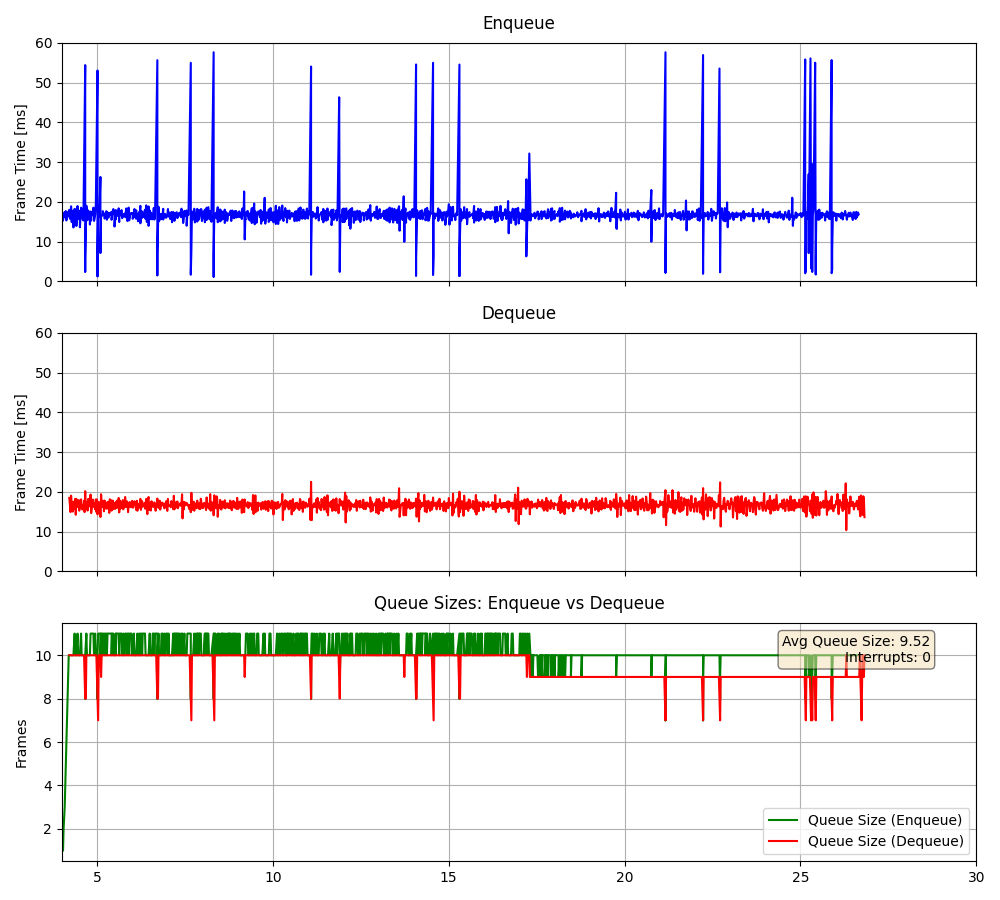 Enqueue
60
50
40
30
20
10
0
Frame Time [ms]
Dequeue
60
50
40
30
20
10
0
Frame Time [ms]
Queue Sizes: Enqueue vs Dequeue
10
8
6
4
2
Frames
Avg Queue Size: 9.52
Interrupts: 0
Queue Size (Enqueue)
Queue Size (Dequeue)
5 10 15 20 25 30